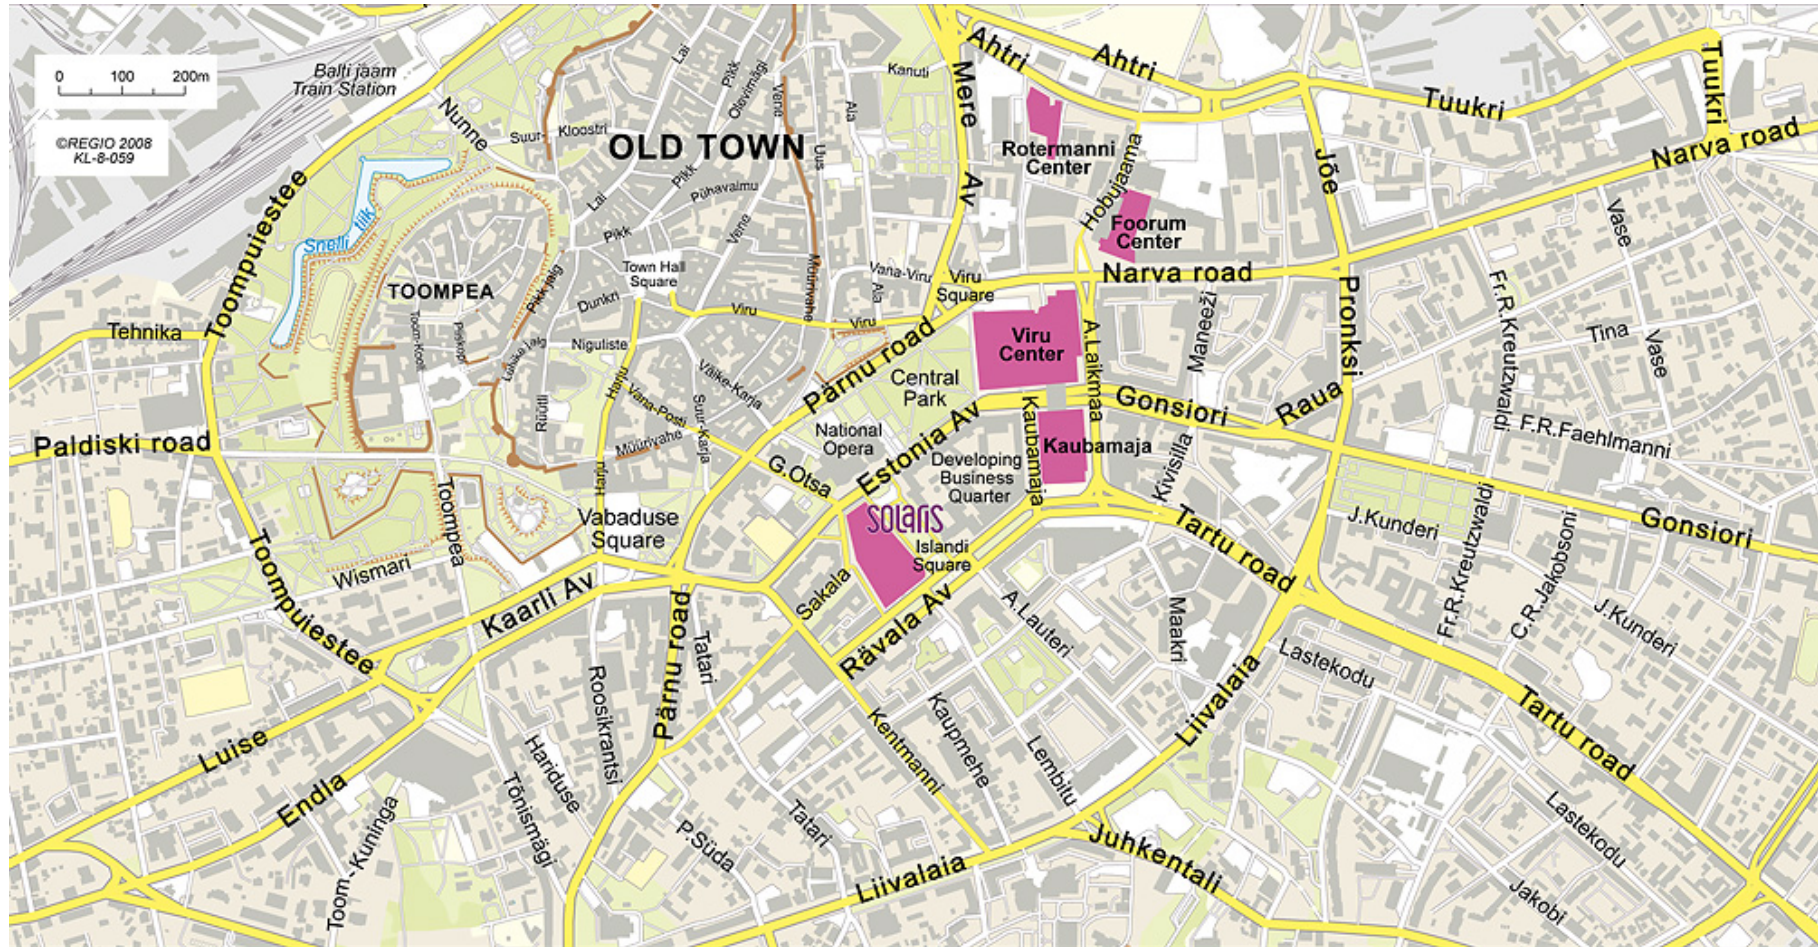 0 100 200m
©REGIO 2008
KL-8-059
Balti jaam
Train Station
Nunne
Suur-
Kloostri
OLD TOWN
Lai
Pikk
Olevimägi
Vene
Uus
Ala
Kanuti
Mere
Av
Ahtri
Ahtri
Tuukri
Tuukri
Narva road
Rotermanni
Center
Hobujaama
Jõe
Foorum
Center
Narva road
Toompuiestee
Snelli tiik
Lai
Pikk
Pühavaimu
Pikk
Vene
Müürivahe
Vana-Viru
Viru
Square
Ala
Town Hall
Square
TOOMPEA
Pikk jalg
Dunkri
Viru
Viru
Toom-Kooli
Piiskopi
Lühike jalg
Niguliste
Tehnika
Pärnu road
Viru
Center
A.Laikmaa
Maneeži
Pronksi
Fr.R.Kreutzwaldi
Vase
Tina
Vase
Central
Park
Harju
Rüütli
Vana-Posti
Väike-Karja
Suur-Karja
Müürivahe
Harju
Paldiski road
National
Opera
Estonia Av
Gonsiori
Raua
Kaubamaja
Kaubamaja
Kivisilla
F.R.Faehlmanni
G.Otsa
Developing
Business
Quarter
Toompea
Vabaduse
Square
SOLARIS
Islandi
Square
Tartu road
J.Kunderi
Gonsiori
Fr.R.Kreutzwaldi
C.R.Jakobsoni
J.Kunderi
Wismari
Toompuiestee
Kaarli Av
Sakala
Rävala Av
A.Lauteri
Maakri
Lastekodu
Pärnu road
Tatari
Roosikrantsi
Liivalaia
Tartu road
Luise
Endla
Hariduse
Tõnismägi
Toom-Kuninga
Kentmanni
Kaupmehe
Lembitu
Tatari
P.Süda
Liivalaia
Juhkentali
Lastekodu
Jakobi